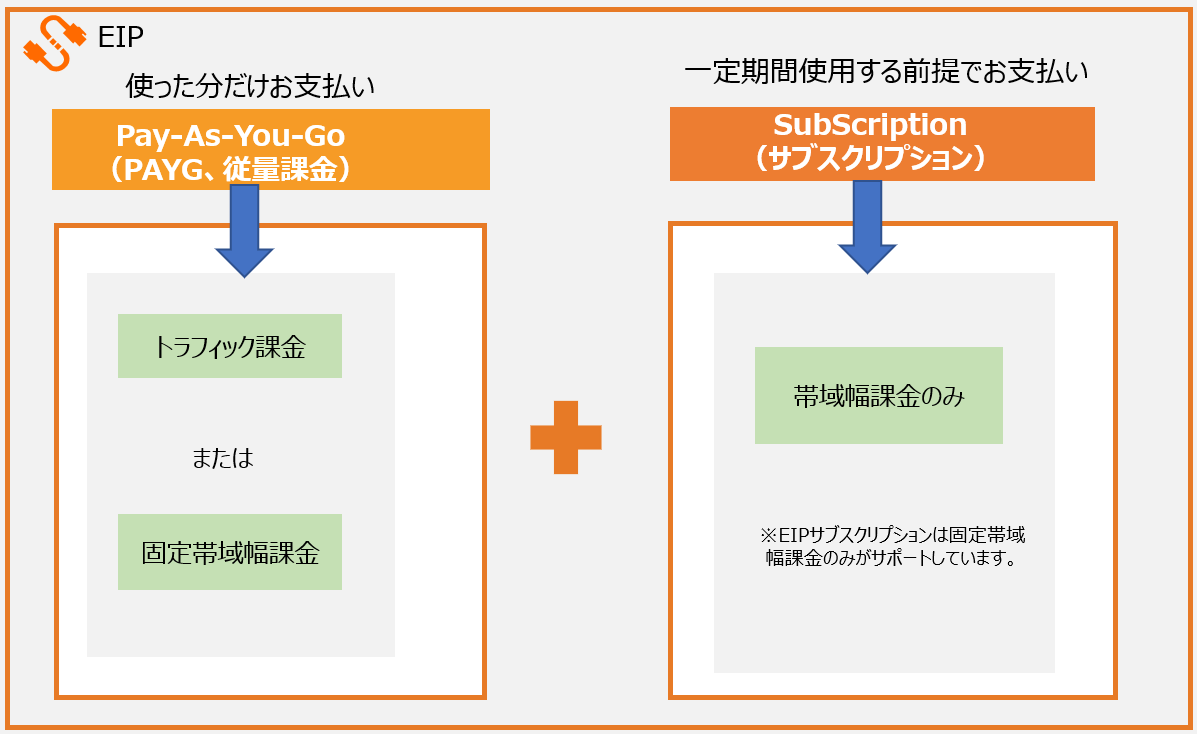 EIP
使った分だけお支払い
Pay-As-You-Go
（PAYG、従量課金）
トラフィック課金
または
固定帯域幅課金
一定期間使用する前提でお支払い
SubScription
（サブスクリプション）
帯域幅課金のみ
※EIPサブスクリプションは固定帯域
幅課金のみがサポートしています。